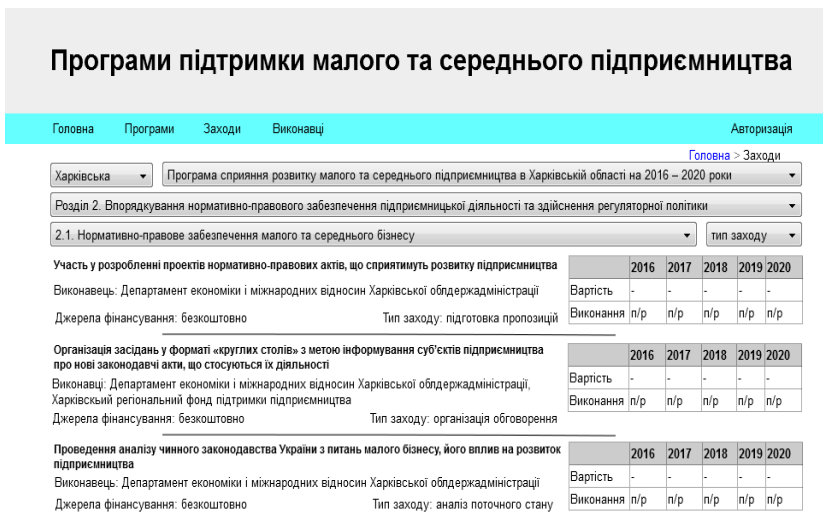 Програми підтримки малого та середнього підприємництва
Головна Програми Заходи Виконавці Авторизація
Головна > Заходи
Харківська Програма сприяння розвитку малого та середнього підприємництва в Харківській області на 2016 – 2020 роки
Розділ 2. Впорядкування нормативно-правового забезпечення підприємницької діяльності та здійснення регуляторної політики
2.1. Нормативно-правове забезпечення малого та середнього бізнесу тип заходу
Участь у розробленні проектів нормативно-правових актів, що сприятимуть розвитку підприємництва
2016 2017 2018 2019 2020
Виконавець: Департамент економіки і міжнародних відносин Харківської облдержадміністрації
Вартість - - - - -
Джерела фінансування: безкоштовно Тип заходу: підготовка пропозицій
Виконання п/р п/р п/р п/р п/р
Організація засідань у форматі «круглих столів» з метою інформування суб’єктів підприємництва
про нові законодавчі акти, що стосуються їх діяльності
2016 2017 2018 2019 2020
Виконавці: Департамент економіки і міжнародних відносин Харківської облдержадміністрації,
Харківський регіональний фонд підтримки підприємництва
Вартість - - - - -
Виконання п/р п/р п/р п/р п/р
Джерела фінансування: безкоштовно Тип заходу: організація обговорення
Проведення аналізу чинного законодавства України з питань малого бізнесу, його вплив на розвиток
підприємництва
2016 2017 2018 2019 2020
Виконавець: Департамент економіки і міжнародних відносин Харківської облдержадміністрації
Вартість - - - - -
Джерела фінансування: безкоштовно Тип заходу: аналіз поточного стану
Виконання п/р п/р п/р п/р п/р